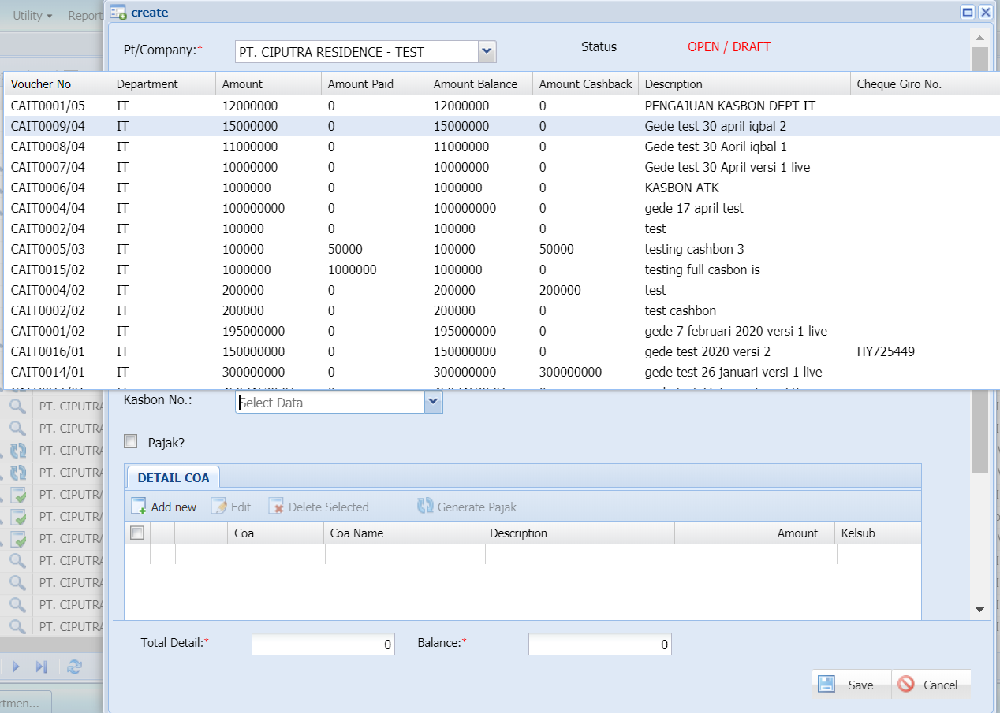 Utility Report
create
Pt/Company:* PT. CIPUTRA RESIDENCE - TEST Status OPEN / DRAFT
Voucher No Department Amount Amount Paid Amount Balance Amount Cashback Description Cheque Giro No.
CAIT0001/05 IT 12000000 0 12000000 0 PENGAJUAN KASBON DEPT IT
CAIT0009/04 IT 15000000 0 15000000 0 Gede test 30 april iqbal 2
CAIT0008/04 IT 11000000 0 11000000 0 Gede test 30 Aoril iqbal 1
CAIT0007/04 IT 10000000 0 10000000 0 Gede test 30 April versi 1 live
CAIT0006/04 IT 1000000 0 1000000 0 KASBON ATK
CAIT0004/04 IT 100000000 0 100000000 0 gede 17 april test
CAIT0002/04 IT 100000 0 100000 0 test
CAIT0005/03 IT 100000 50000 100000 50000 testing cashbon 3
CAIT0015/02 IT 1000000 1000000 1000000 0 testing full casbon is
CAIT0004/02 IT 200000 0 200000 200000 test
CAIT0002/02 IT 200000 0 200000 0 test cashbon
CAIT0001/02 IT 195000000 0 195000000 0 gede 7 februari 2020 versi 1 live
CAIT0016/01 IT 150000000 0 150000000 0 gede test 2020 versi 2 HY725449
CAIT0014/01 IT 300000000 0 300000000 300000000 gede test 26 januari versi 1 live
Kasbon No.: Select Data
PT. CIPUTRA
PT. CIPUTRA
Pajak?
PT. CIPUTRA
PT. CIPUTRA
DETAIL COA
PT. CIPUTRA
Add new Edit Delete Selected Generate Pajak
PT. CIPUTRA
Coa Coa Name Description Amount Kelsub
PT. CIPUTRA
PT. CIPUTRA
PT. CIPUTRA
PT. CIPUTRA
PT. CIPUTRA
Total Detail:* 0 Balance:* 0
Save Cancel
rtmen...